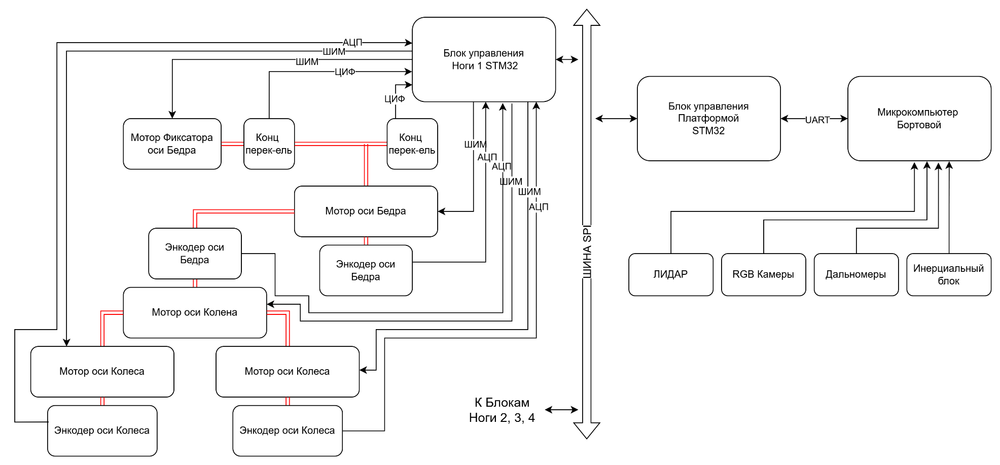 АЦП
ШИМ
ШИМ
ЦИФ
ЦИФ
Блок управления
Ноги 1 STM32
Блок управления
Платформой
STM32
UART
Микрокомпьютер
Бортовой
Мотор Фиксатора
оси Бедра
Конц
перек-ель
Конц
перек-ель
ШИМ
АЦП
АЦП
ШИМ
ШИМ
АЦП
Мотор оси Бедра
Энкодер оси
Бедра
Энкодер оси
Бедра
ШИНА SPI
ЛИДАР
RGB Камеры
Дальномеры
Инерциальный
блок
Мотор оси Колена
Мотор оси Колеса
Мотор оси Колеса
Энкодер оси Колеса
Энкодер оси Колеса
К Блокам
Ноги 2, 3, 4